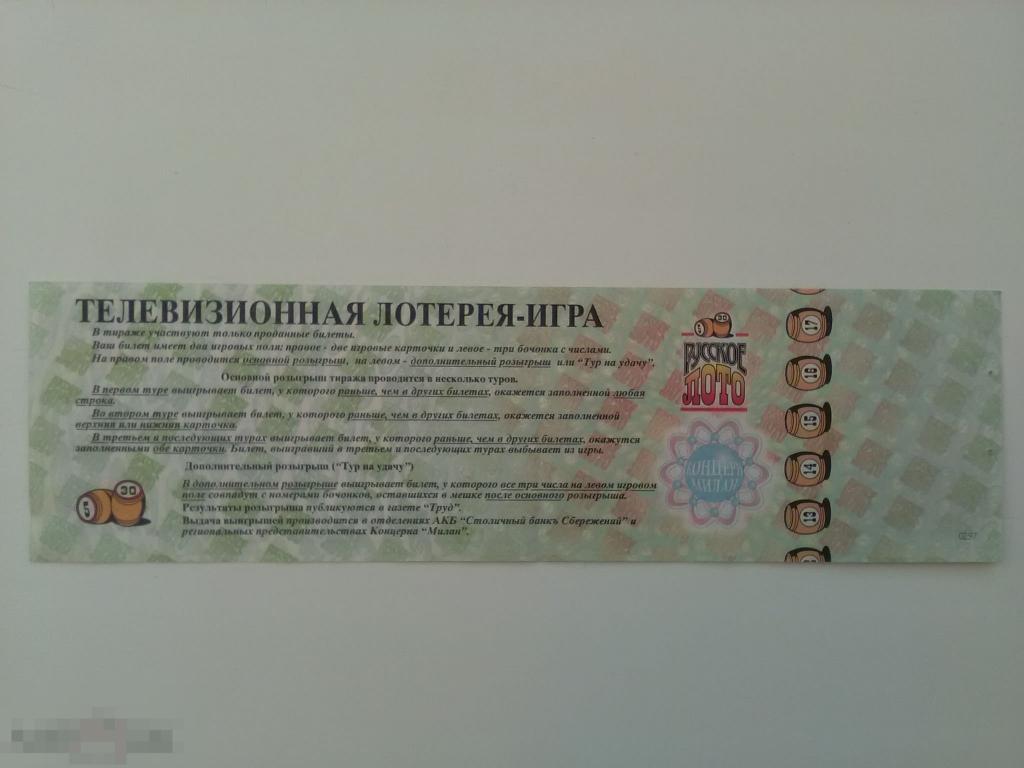 ТЕЛЕВИЗИОННАЯ ЛОТЕРЕЯ-ИГРА
В тираже участвуют только проданные билеты.
Ваш билет имеет два игровых поля: правое - две игровые карточки и левое - три бочонка с числами.
На правом поле проводится основной розыгрыш, на левом - дополнительный розыгрыш или “Тур на удачу”.
Основной розыгрыш тиража проводится в несколько туров.
В первом туре выигрывает билет, у которого раньше, чем в других билетах, окажется заполненной любая
строка.
Во втором туре выигрывает билет, у которого раньше, чем в других билетах, окажется заполненной
верхняя или нижняя карточка.
В третьем и последующих турах выигрывает билет, у которого раньше, чем в других билетах, окажутся
заполненными обе карточки. Билет, выигравший в третьем и последующих турах выбывает из игры.
Дополнительный розыгрыш (“Тур на удачу”)
В дополнительном розыгрыше выигрывает билет, у которого все три числа на левом игровом
поле совпадут с номерами бочонков, оставшихся в мешке после основного розыгрыша.
Результаты розыгрыша публикуются в газете “Труд”.
Выдача выигрышей производится в отделениях АКБ “Столичный банкъ Сбережений” и
региональных представительствах Концерна “Милан”.
5 30
5 30
РУССКОЕ
ЛОТО
КОНЦЕРН
МИЛАН
17
16
15
14
13
02.97